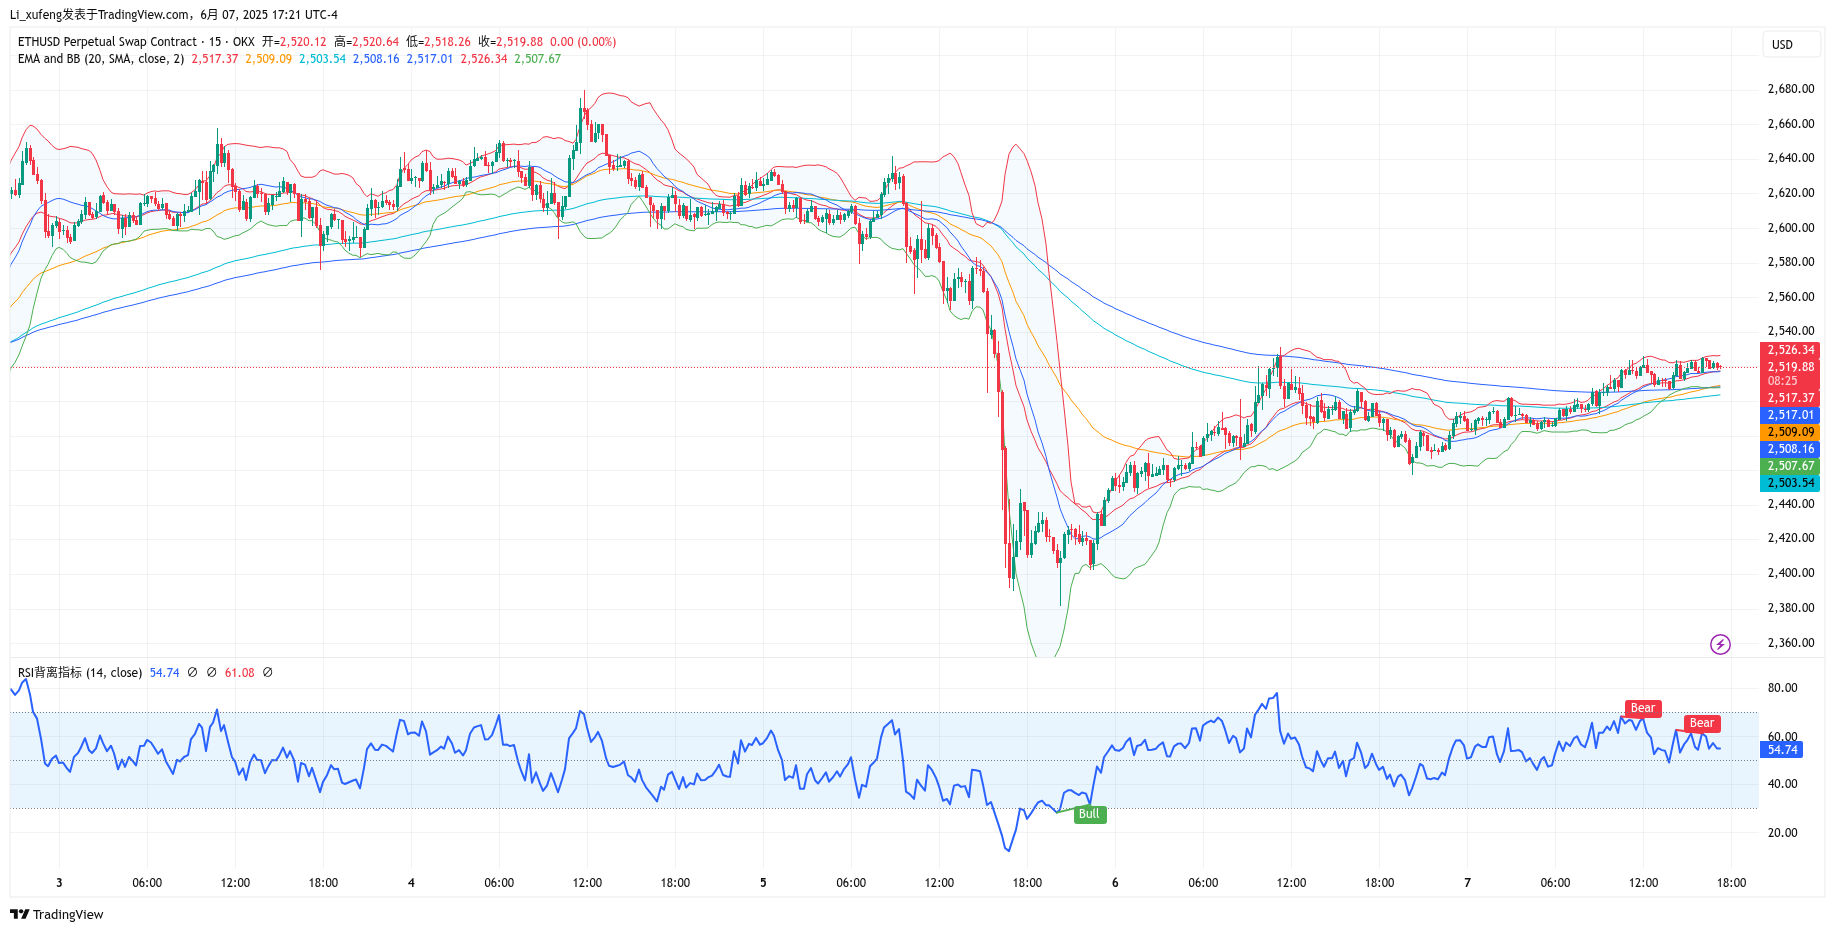 Li_xufeng发表于TradingView.com，6月 07, 2025 17:21 UTC-4
ETHUSD Perpetual Swap Contract · 15 · OKX 开=2,520.12 高=2,520.64 低=2,518.26 收=2,519.88 0.00 (0.00%)
EMA and BB (20, SMA, close, 2) 2,517.37 2,509.09 2,503.54 2,508.16 2,517.01 2,526.34 2,507.67
USD
2,680.00
2,660.00
2,640.00
2,620.00
2,600.00
2,580.00
2,560.00
2,540.00
2,526.34
2,519.88
08:25
2,517.37
2,517.01
2,509.09
2,508.16
2,507.67
2,503.54
2,440.00
2,420.00
2,400.00
2,380.00
2,360.00
RSI背离指标 (14, close) 54.74 ∅ ∅ 61.08 ∅
80.00
Bear
Bear
60.00
54.74
40.00
Bull
20.00
3 06:00 12:00 18:00 4 06:00 12:00 18:00 5 06:00 12:00 18:00 6 06:00 12:00 18:00 7 06:00 12:00 18:00
TradingView